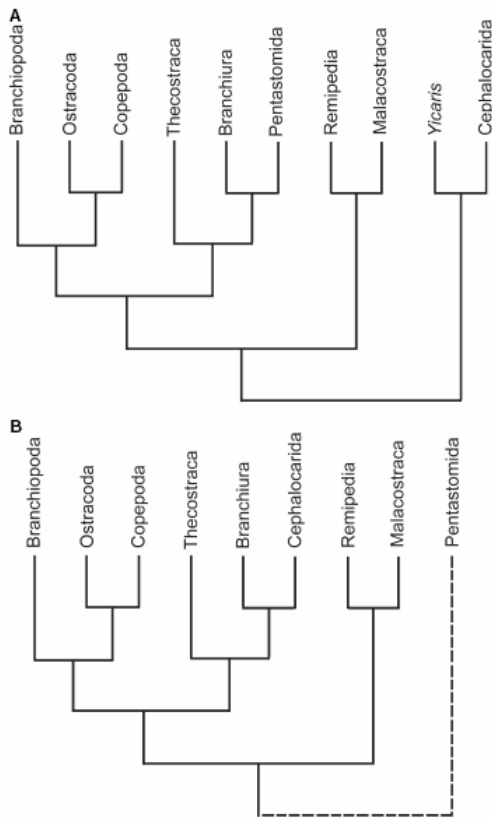 A
Branchiopoda
Ostracoda
Copepoda
Thecostraca
Branchiura
Pentastomida
Remipedia
Malacostraca
Yicaris
Cephalocarida
B
Branchiopoda
Ostracoda
Copepoda
Thecostraca
Branchiura
Cephalocarida
Remipedia
Malacostraca
Pentastomida